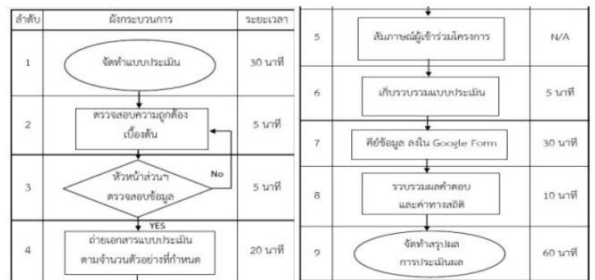 ลำดับ ผังกระบวนการ ระยะเวลา
1 จัดทำแบบประเมิน 30 นาที
2 ตรวจสอบความถูกต้อง
เบื้องต้น 5 นาที
3 หัวหน้าส่วนฯ
ตรวจสอบข้อมูล No 5 นาที
YES
4 ถ่ายเอกสารแบบประเมิน
ตามจำนวนตัวอย่างที่กำหนด 20 นาที
5 สัมภาษณ์ผู้เข้าร่วมโครงการ N/A
6 เก็บรวบรวมแบบประเมิน 5 นาที
7 คีย์ข้อมูล ลงใน Google Form 30 นาที
8 รวบรวมผลคำตอบ
และค่าทางสถิติ 10 นาที
9 จัดทำสรุปผล
การประเมินผล 60 นาที